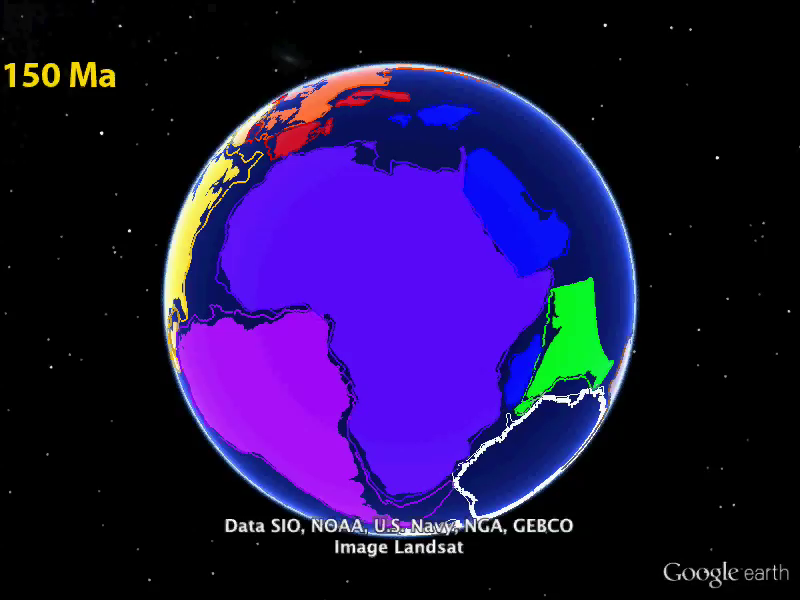 150 Ma
Data SIO, NOAA, U.S. Navy, NGA, GEBCO
Image Landsat
Google earth